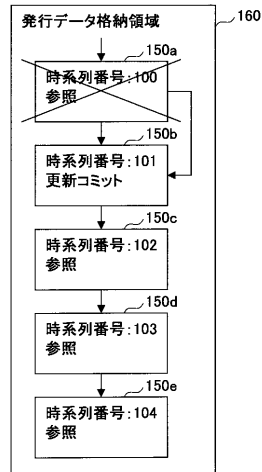 発行データ格納領域
160
150a
時系列番号:100
参照
150b
時系列番号:101
更新コミット
150c
時系列番号:102
参照
150d
時系列番号:103
参照
150e
時系列番号:104
参照